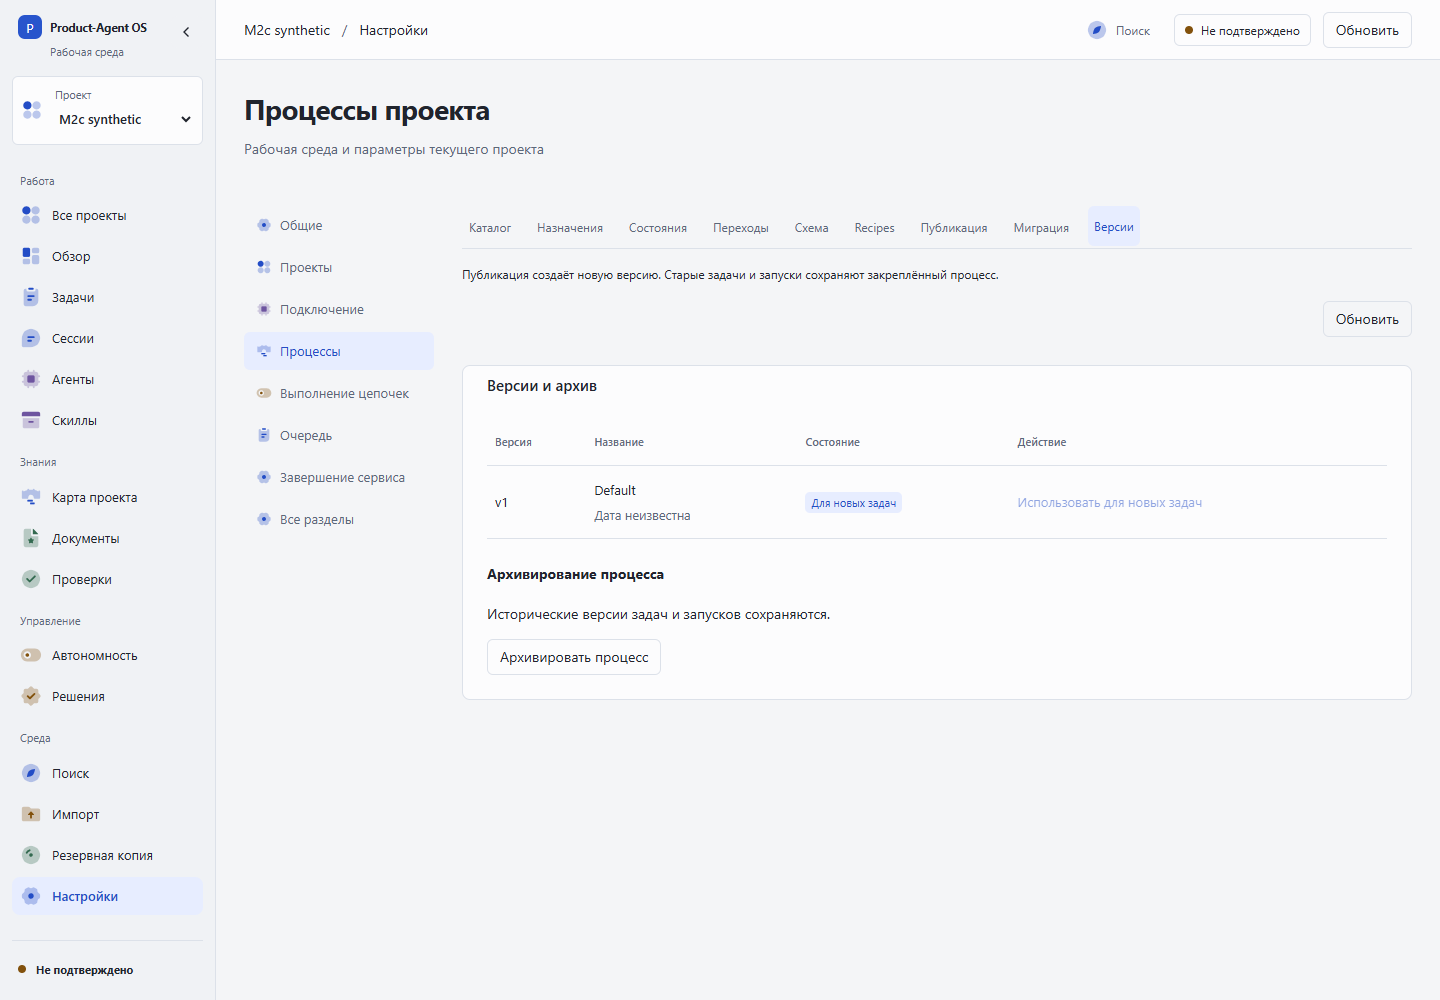 P
Product-Agent OS
Рабочая среда
Проект
M2c synthetic
Работа
Все проекты
Обзор
Задачи
Сессии
Агенты
Скиллы
Знания
Карта проекта
Документы
Проверки
Управление
Автономность
Решения
Среда
Поиск
Импорт
Резервная копия
Настройки
Не подтверждено
M2c synthetic / Настройки
Поиск
Не подтверждено
Обновить
Процессы проекта
Рабочая среда и параметры текущего проекта
Общие
Проекты
Подключение
Процессы
Выполнение цепочек
Очередь
Завершение сервиса
Все разделы
Каталог Назначения Состояния Переходы Схема Recipes Публикация Миграция Версии
Публикация создаёт новую версию. Старые задачи и запуски сохраняют закреплённый процесс.
Обновить
Версии и архив
Версия Название Состояние Действие
v1 Default Для новых задач Использовать для новых задач
Дата неизвестна
Архивирование процесса
Исторические версии задач и запусков сохраняются.
Архивировать процесс